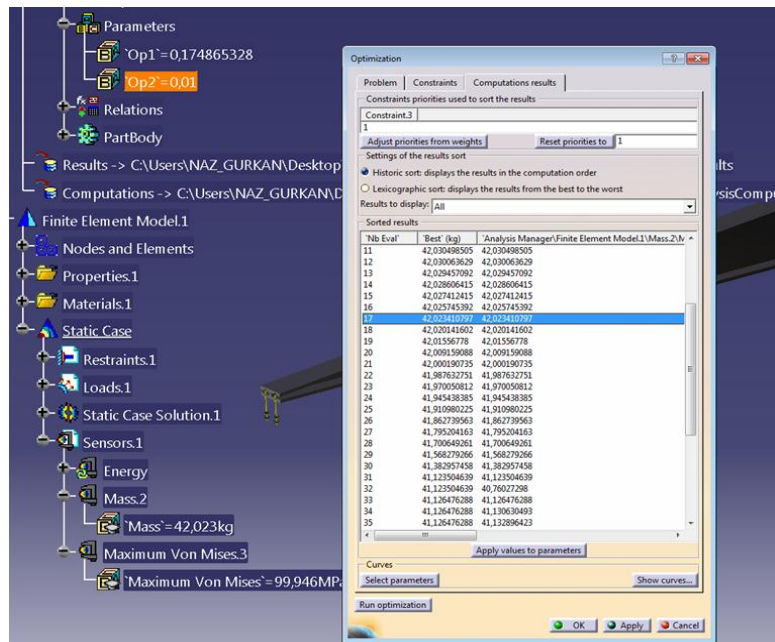 Parameters
`Op1`=0,174865328
`Op2`=0,01
Relations
PartBody
Results -> C:\Users\NAZ_GURKAN\Desktop
Computations -> C:\Users\NAZ_GURKAN\D
Finite Element Model.1
Nodes and Elements
Properties.1
Materials.1
Static Case
Restraints.1
Loads.1
Static Case Solution.1
Sensors.1
Energy
Mass.2
`Mass`=42,023kg
Maximum Von Mises.3
`Maximum Von Mises`=99,946MPa
Optimization
Problem Constraints Computations results
Constraints priorities used to sort the results
Constraint.3
1
Adjust priorities from weights Reset priorities to 1
Settings of the results sort
Historic sort: displays the results in the computation order
Lexicographic sort: displays the results from the best to the worst
Results to display: All
Sorted results
`Nb Eval` `Best` (kg) `Analysis Manager\Finite Element Model.1\Mass.2\M
11 42,030498505 42,030498505
12 42,030063629 42,030063629
13 42,029457092 42,029457092
14 42,028606415 42,028606415
15 42,027412415 42,027412415
16 42,025745392 42,025745392
17 42,023410797 42,023410797
18 42,020141602 42,020141602
19 42,01556778 42,01556778
20 42,009159088 42,009159088
21 42,000190735 42,000190735
22 41,987632751 41,987632751
23 41,970050812 41,970050812
24 41,945438385 41,945438385
25 41,910980225 41,910980225
26 41,862739563 41,862739563
27 41,795204163 41,795204163
28 41,700649261 41,700649261
29 41,568279266 41,568279266
30 41,382957458 41,382957458
31 41,123504639 41,123504639
32 41,123504639 40,76027298
33 41,126476288 41,126476288
34 41,126476288 41,130630493
35 41,126476288 41,132896423
Apply values to parameters
Curves
Select parameters Show curves...
Run optimization
OK Apply Cancel
lts
ysisComp